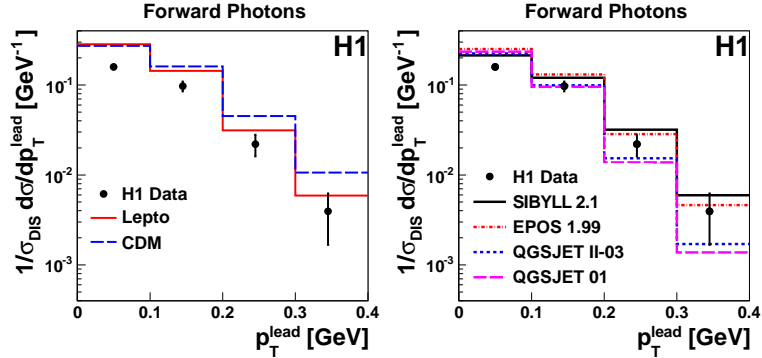 Forward Photons
H1
1/σ_DIS dσ/dp_T^lead [GeV^-1]
10^-1
10^-2
10^-3
H1 Data
Lepto
CDM
0 0.1 0.2 0.3 0.4
p_T^lead [GeV]
Forward Photons
H1
1/σ_DIS dσ/dp_T^lead [GeV^-1]
10^-1
10^-2
10^-3
H1 Data
SIBYLL 2.1
EPOS 1.99
QGSJET II-03
QGSJET 01
0 0.1 0.2 0.3 0.4
p_T^lead [GeV]